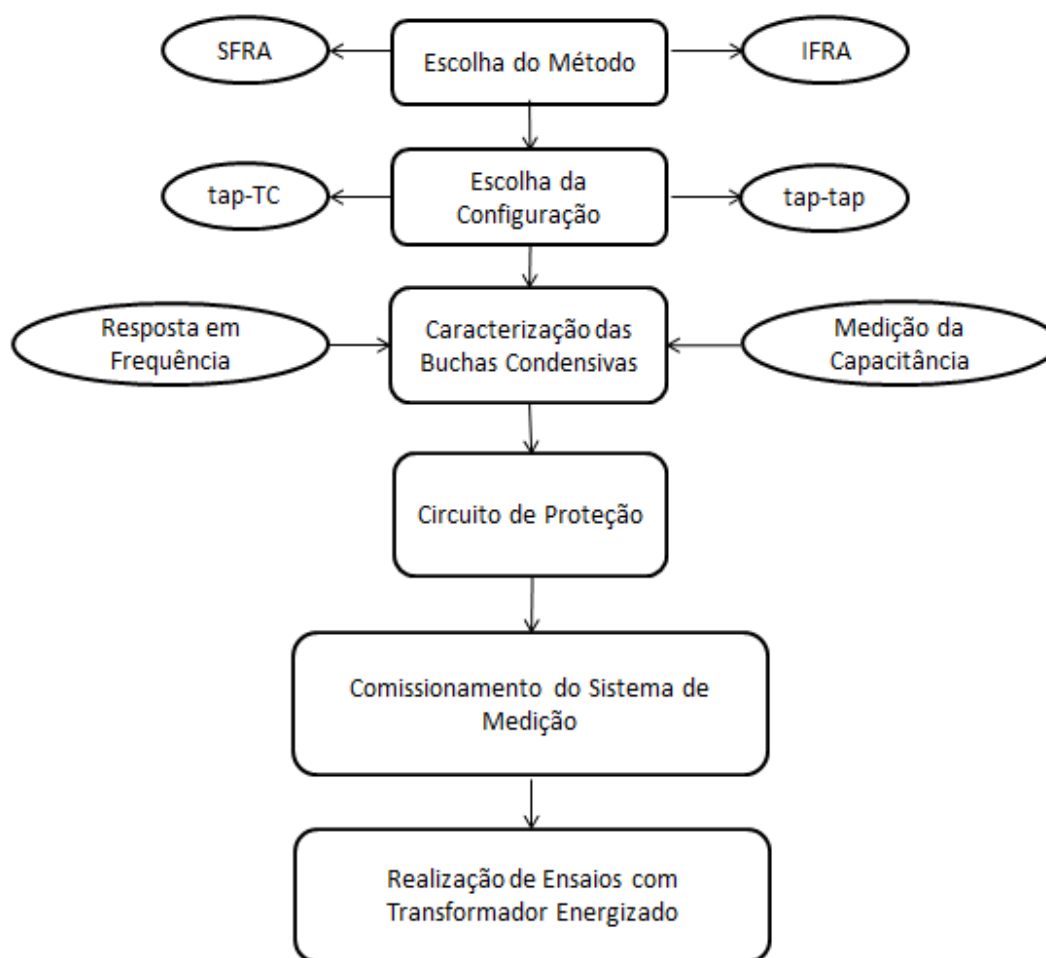 SFRA
Escolha do Método
IFRA
tap-TC
Escolha da
Configuração
tap-tap
Resposta em
Frequência
Caracterização das
Buchas Condensivas
Medição da
Capacitância
Circuito de Proteção
Comissionamento do Sistema de
Medição
Realização de Ensaios com
Transformador Energizado